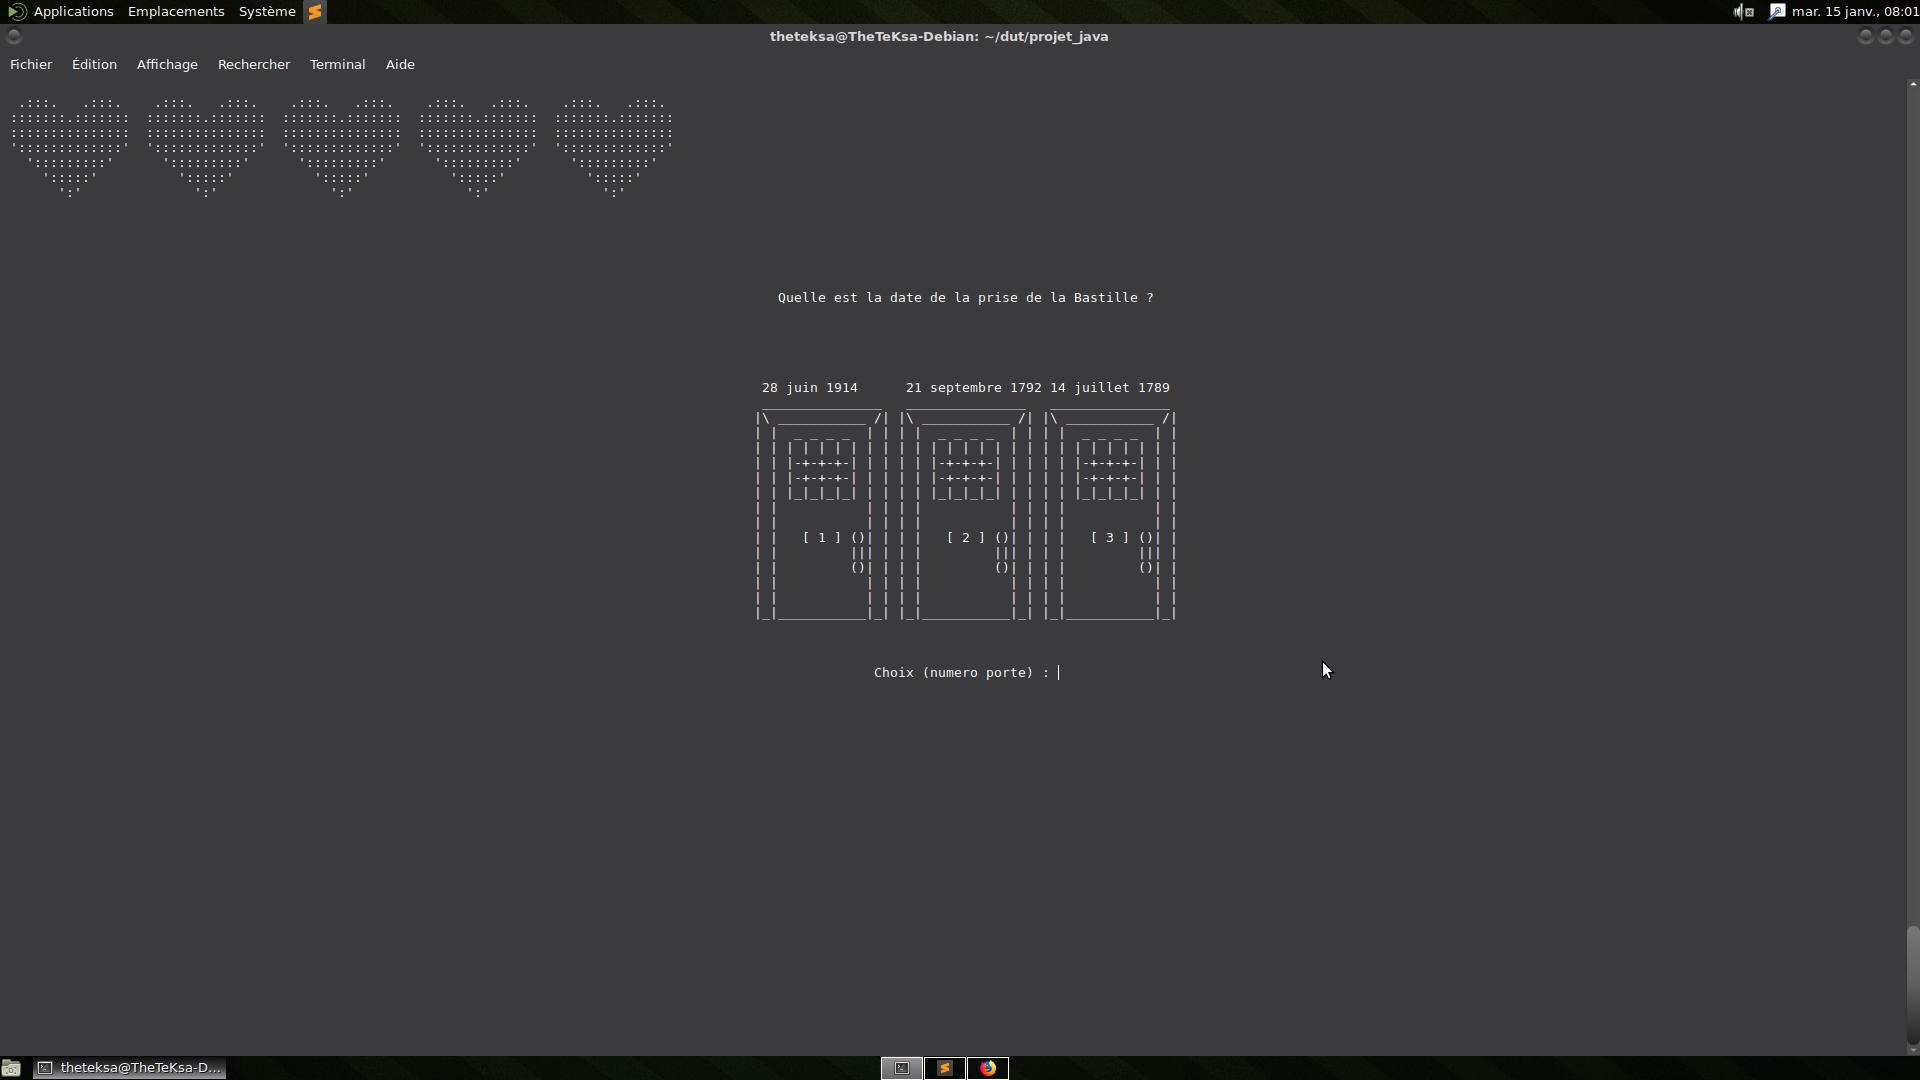 Applications Emplacements Système
mar. 15 janv., 08:01
theteksa@TheTeKsa-Debian: ~/dut/projet_java
Fichier Édition Affichage Rechercher Terminal Aide
Quelle est la date de la prise de la Bastille ?
28 juin 1914 21 septembre 1792 14 juillet 1789
[ 1 ] [ 2 ] [ 3 ]
Choix (numero porte) :
theteksa@TheTeKsa-D...